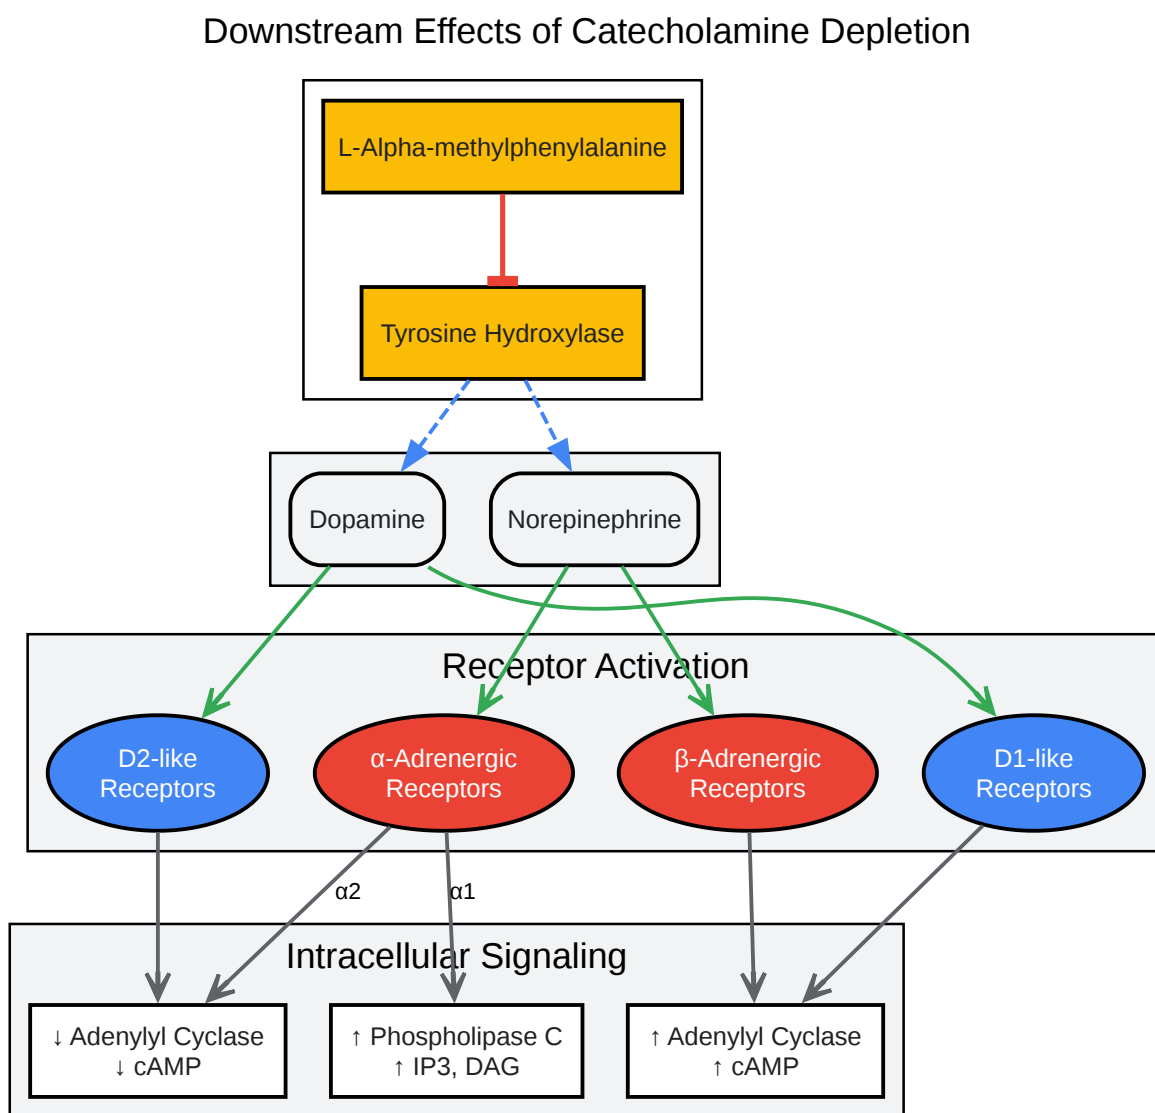 Downstream Effects of Catecholamine Depletion
L-Alpha-methylphenylalanine
Tyrosine Hydroxylase
Dopamine
Norepinephrine
Receptor Activation
D2-like
Receptors
α-Adrenergic
Receptors
β-Adrenergic
Receptors
D1-like
Receptors
α2
α1
Intracellular Signaling
↓ Adenylyl Cyclase
↓ cAMP
↑ Phospholipase C
↑ IP3, DAG
↑ Adenylyl Cyclase
↑ cAMP